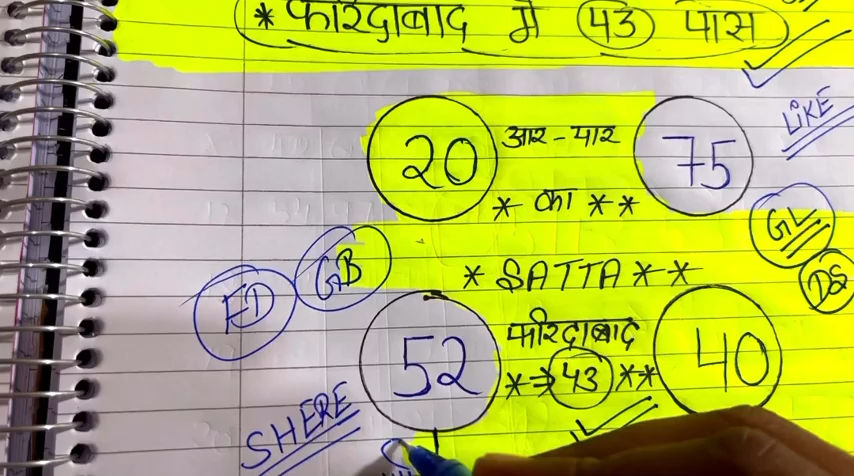 * फरिदाबाद में 43 पास
LIKE
20 आर-पार 75
* का **
GL
GB
* SATTA **
FD
DS
52 फरिदाबाद 40
*⇒ 43 **
SHERE